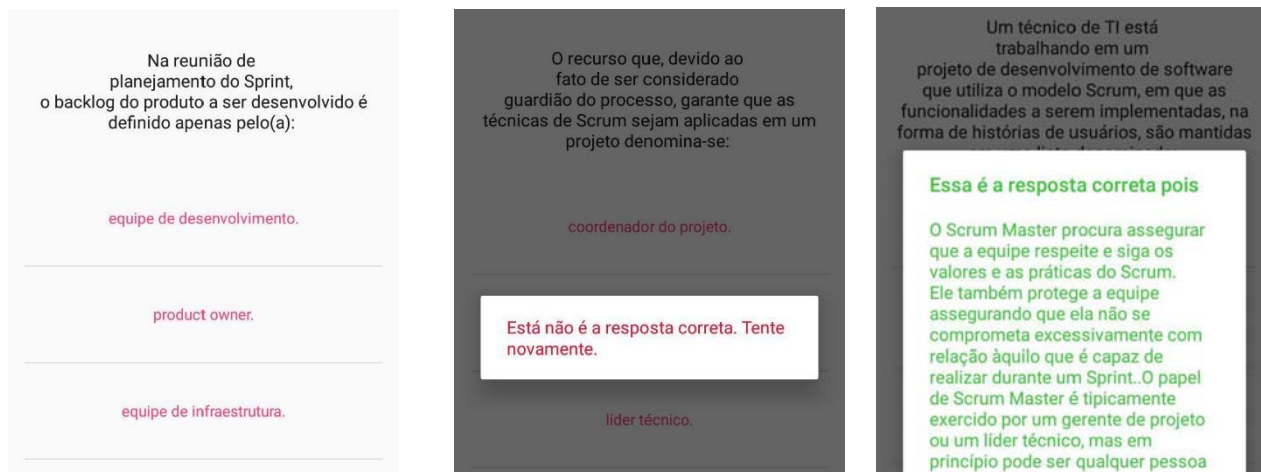 Na reunião de
planejamento do Sprint,
o backlog do produto a ser desenvolvido é
definido apenas pelo(a):
equipe de desenvolvimento.
product owner.
equipe de infraestrutura.
O recurso que, devido ao
fato de ser considerado
guardião do processo, garante que as
técnicas de Scrum sejam aplicadas em um
projeto denomina-se:
coordenador do projeto.
Está não é a resposta correta. Tente
novamente.
líder técnico.
Um técnico de TI está
trabalhando em um
projeto de desenvolvimento de software
que utiliza o modelo Scrum, em que as
funcionalidades a serem implementadas, na
forma de histórias de usuários, são mantidas
Essa é a resposta correta pois
O Scrum Master procura assegurar
que a equipe respeite e siga os
valores e as práticas do Scrum.
Ele também protege a equipe
assegurando que ela não se
comprometa excessivamente com
relação àquilo que é capaz de
realizar durante um Sprint..O papel
de Scrum Master é tipicamente
exercido por um gerente de projeto
ou um líder técnico, mas em
princípio pode ser qualquer pessoa